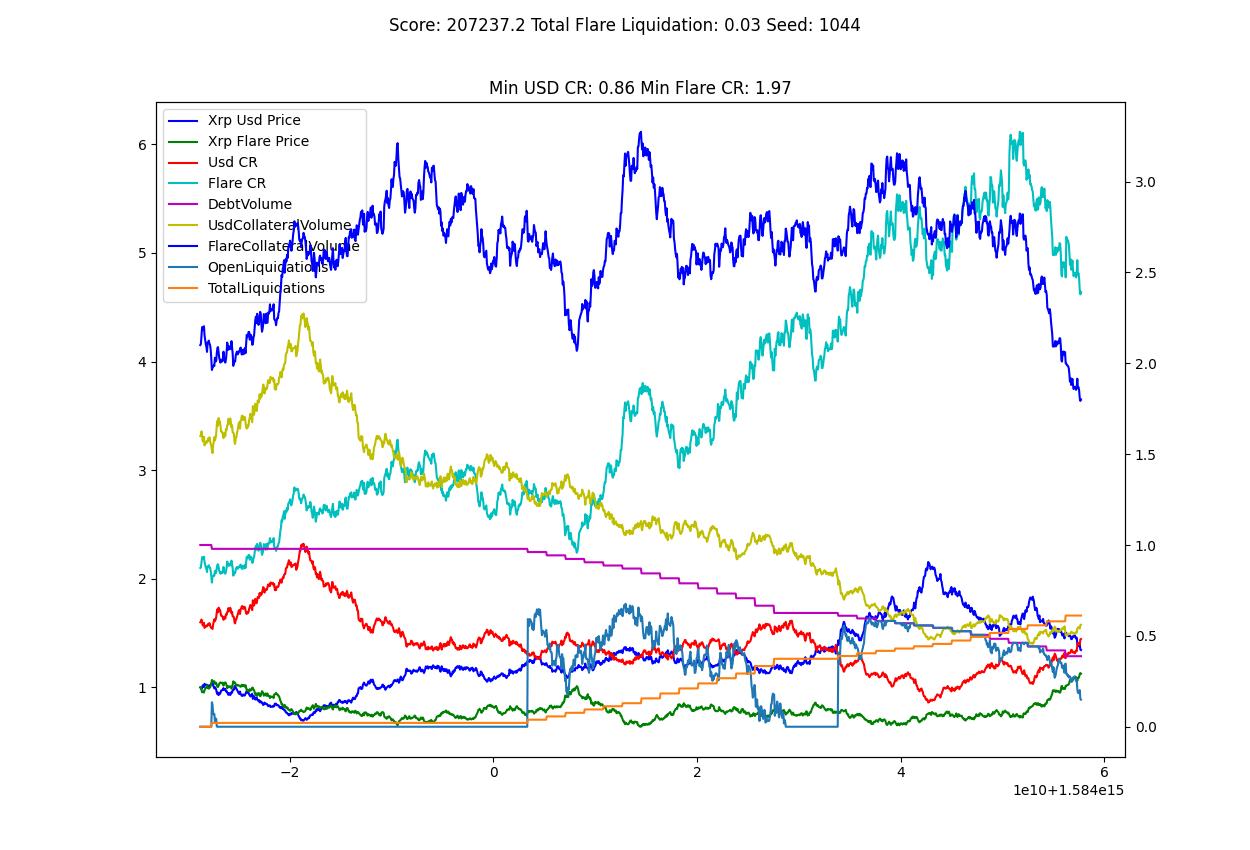 Score: 207237.2 Total Flare Liquidation: 0.03 Seed: 1044
Min USD CR: 0.86 Min Flare CR: 1.97
Xrp Usd Price
Xrp Flare Price
Usd CR
Flare CR
DebtVolume
UsdCollateralVolume
FlareCollateralVolume
OpenLiquidations
TotalLiquidations
6
5
4
3
2
1
3.0
2.5
2.0
1.5
1.0
0.5
0.0
−2 0 2 4 6
1e10+1.584e15